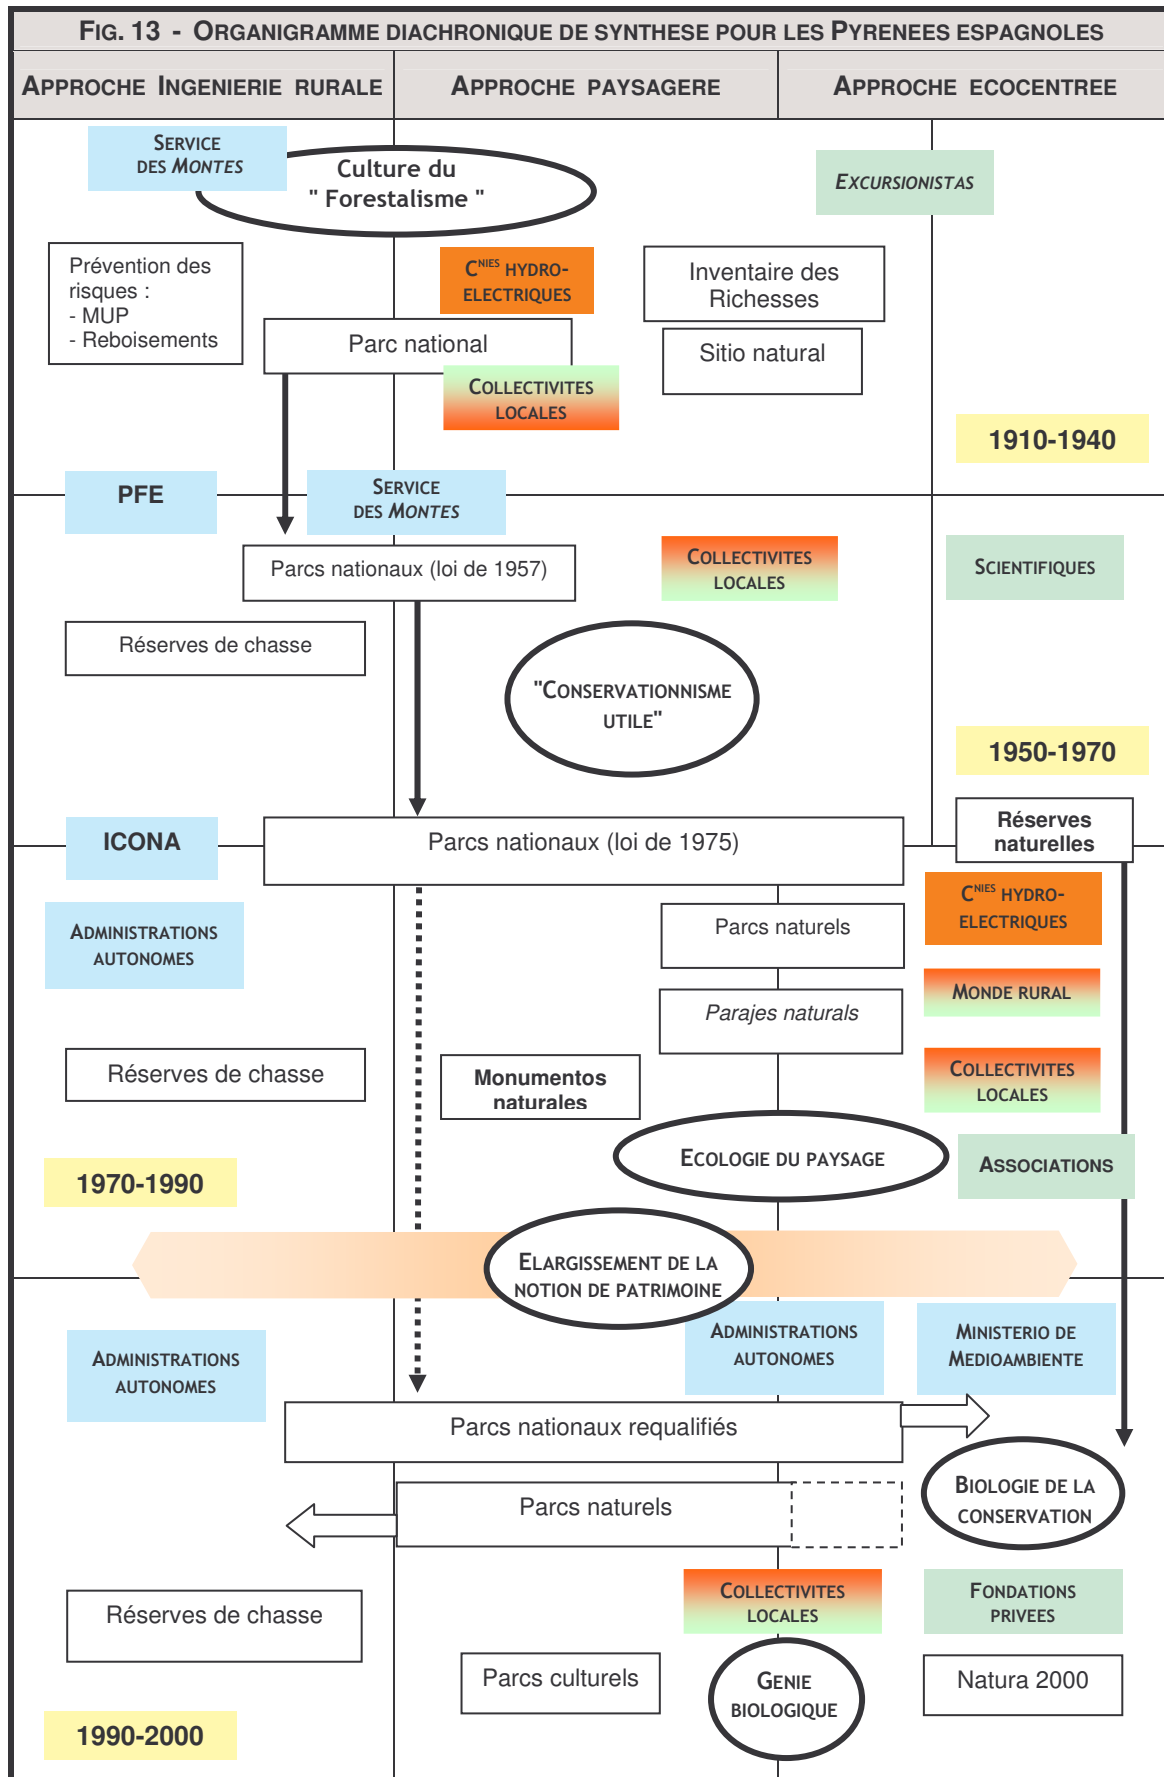 FIG. 13 - ORGANIGRAMME DIACHRONIQUE DE SYNTHESE POUR LES PYRENEES ESPAGNOLES
APPROCHE INGENIERIE RURALE
APPROCHE PAYSAGERE
APPROCHE ECOCENTREE
SERVICE
DES MONTES
Culture du
" Forestalisme "
EXCURSIONISTAS
Prévention des
risques :
- MUP
- Reboisements
CNIES HYDRO-
ELECTRIQUES
Inventaire des
Richesses
Parc national
Sitio natural
COLLECTIVITES
LOCALES
1910-1940
PFE
SERVICE
DES MONTES
Parcs nationaux (loi de 1957)
COLLECTIVITES
LOCALES
SCIENTIFIQUES
Réserves de chasse
"CONSERVATIONNISME
UTILE"
1950-1970
ICONA
Parcs nationaux (loi de 1975)
Réserves
naturelles
ADMINISTRATIONS
AUTONOMES
Parcs naturels
CNIES HYDRO-
ELECTRIQUES
Parajes naturals
MONDE RURAL
Réserves de chasse
Monumentos
naturales
COLLECTIVITES
LOCALES
ECOLOGIE DU PAYSAGE
ASSOCIATIONS
1970-1990
ELARGISSEMENT DE LA
NOTION DE PATRIMOINE
ADMINISTRATIONS
AUTONOMES
ADMINISTRATIONS
AUTONOMES
MINISTERIO DE
MEDIOAMBIENTE
Parcs nationaux requalifiés
Parcs naturels
BIOLOGIE DE LA
CONSERVATION
Réserves de chasse
COLLECTIVITES
LOCALES
FONDATIONS
PRIVEES
Parcs culturels
GENIE
BIOLOGIQUE
Natura 2000
1990-2000